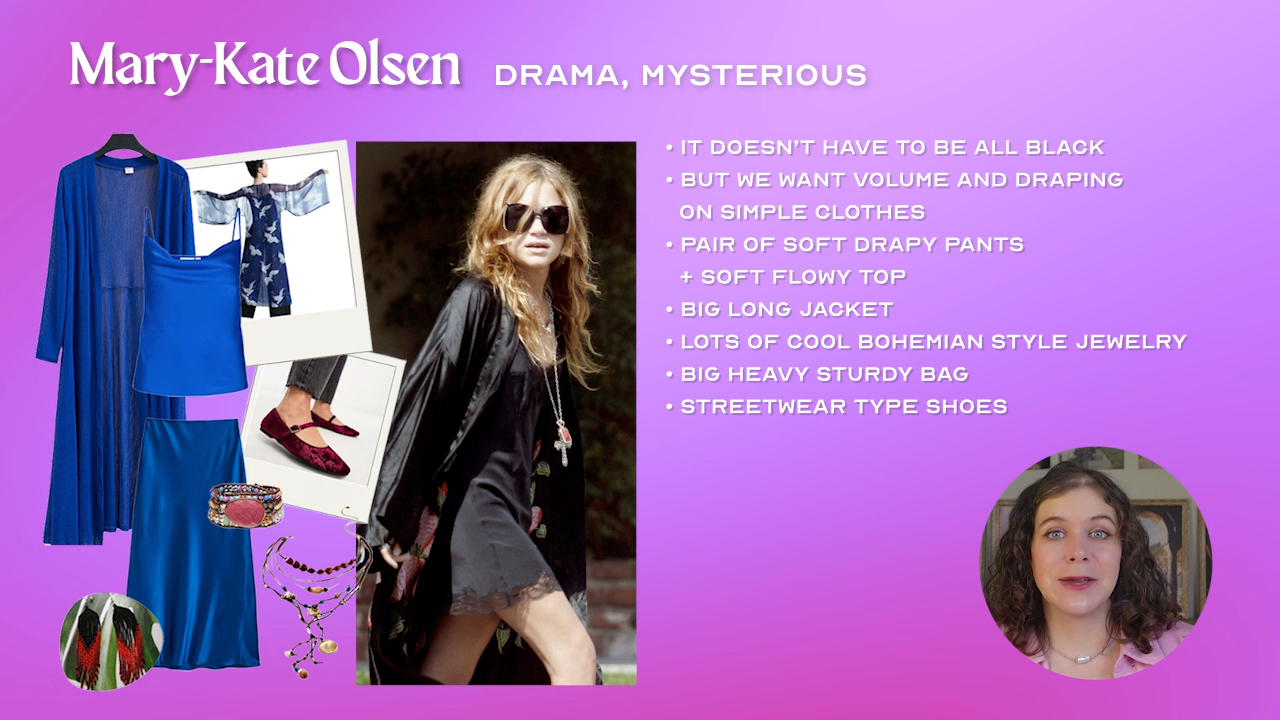 Mary-Kate Olsen DRAMA, MYSTERIOUS
• IT DOESN'T HAVE TO BE ALL BLACK
• BUT WE WANT VOLUME AND DRAPING
ON SIMPLE CLOTHES
• PAIR OF SOFT DRAPY PANTS
+ SOFT FLOWY TOP
• BIG LONG JACKET
• LOTS OF COOL BOHEMIAN STYLE JEWELRY
• BIG HEAVY STURDY BAG
• STREETWEAR TYPE SHOES